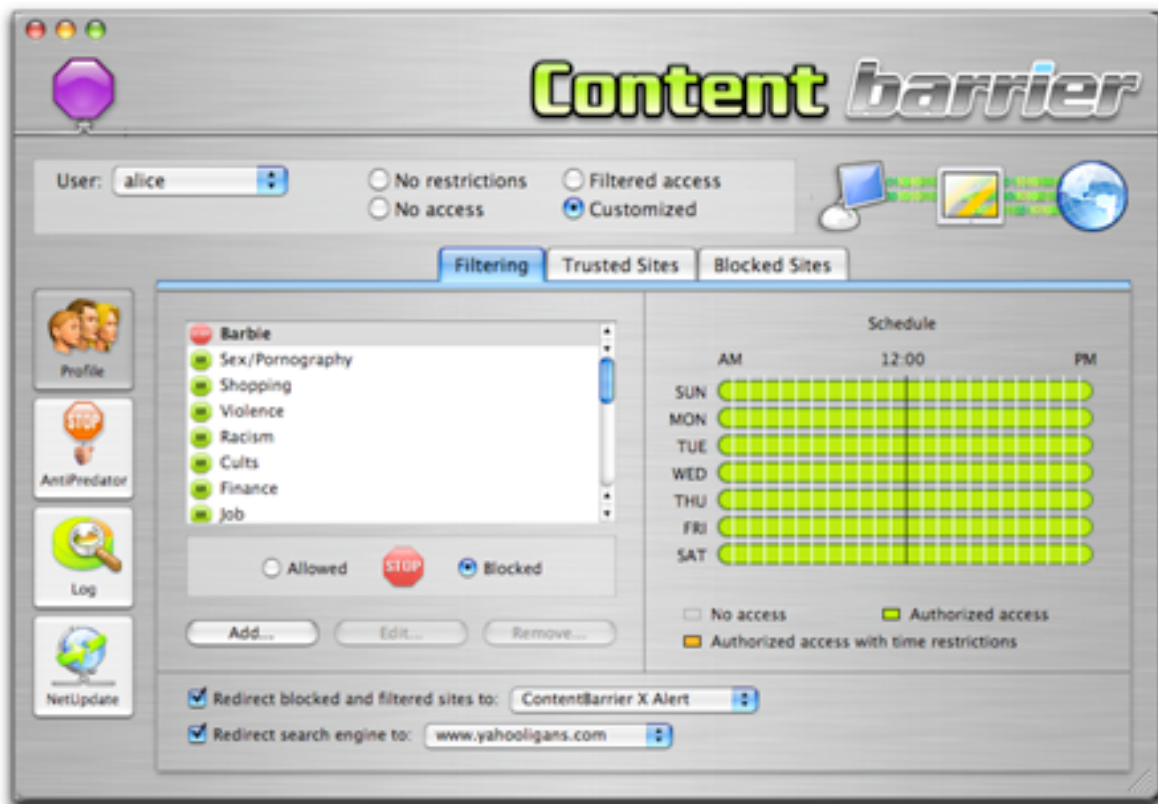 Content barrier
User: alice
No restrictions
Filtered access
No access
Customized
Filtering
Trusted Sites
Blocked Sites
Profile
STOP
AntiPredator
Log
NetUpdate
STOP Barbie
Sex/Pornography
Shopping
Violence
Racism
Cults
Finance
Job
Allowed
STOP
Blocked
Add...
Edit...
Remove...
Schedule
AM 12:00 PM
SUN
MON
TUE
WED
THU
FRI
SAT
No access
Authorized access
Authorized access with time restrictions
Redirect blocked and filtered sites to: ContentBarrier X Alert
Redirect search engine to: www.yahooligans.com